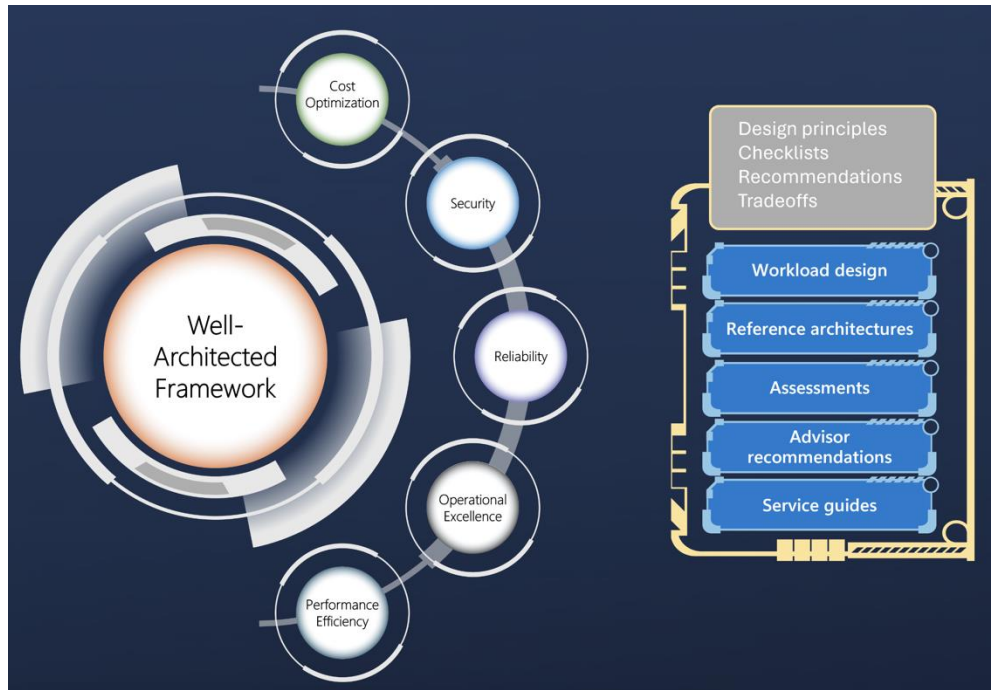 Well-
Architected
Framework
Cost
Optimization
Security
Reliability
Operational
Excellence
Performance
Efficiency
Design principles
Checklists
Recommendations
Tradeoffs
Workload design
Reference architectures
Assessments
Advisor
recommendations
Service guides